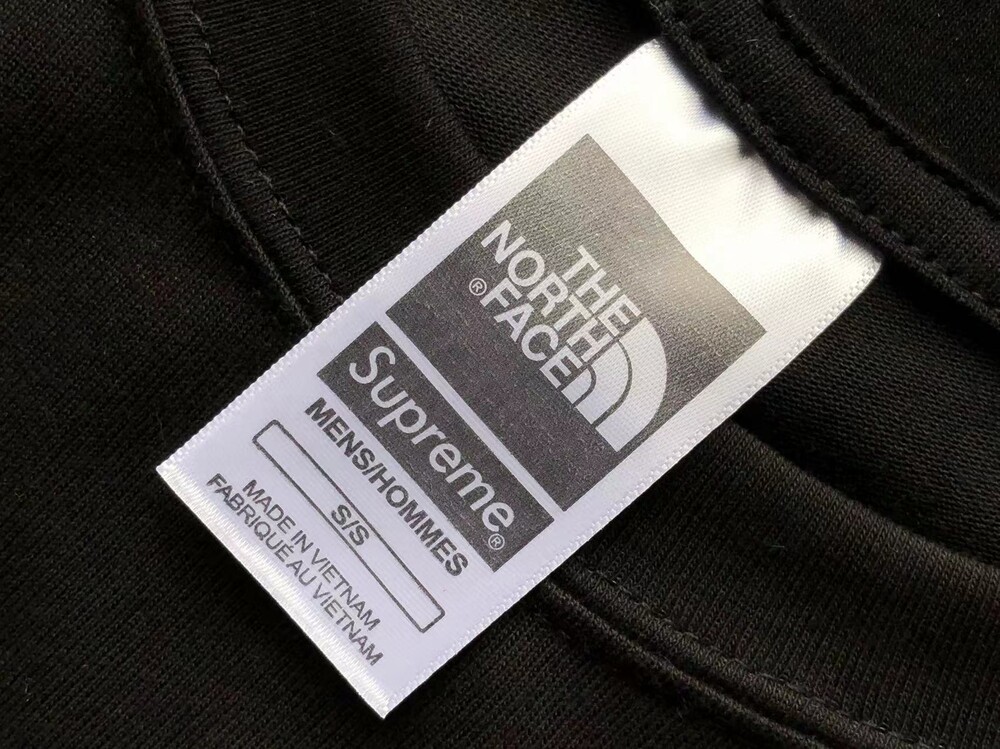 THE
NORTH
FACE®
Supreme®
MENS/HOMMES
S/S
MADE IN VIETNAM
FABRIQUÉ AU VIETNAM